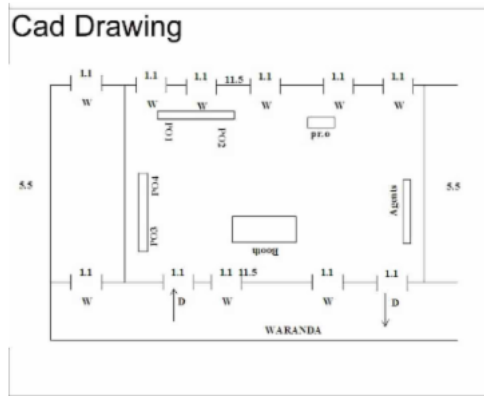 Cad Drawing
1.1 1.1 1.1 11.5 1.1 1.1 1.1
W W W W W W
PO1 PO2 pr.o
5.5 PO4 PO3 Agents 5.5
Booth
1.1 1.1 1.1 11.5 1.1 1.1
W D W W D
WARANDA